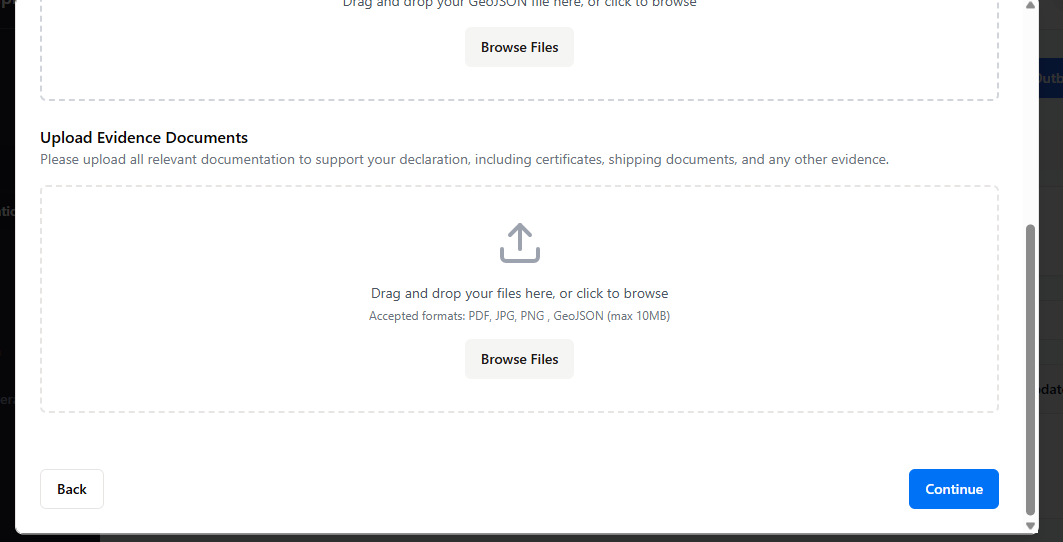 Drag and drop your GeoJSON file here, or click to browse
Browse Files
Upload Evidence Documents
Please upload all relevant documentation to support your declaration, including certificates, shipping documents, and any other evidence.
Drag and drop your files here, or click to browse
Accepted formats: PDF, JPG, PNG , GeoJSON (max 10MB)
Browse Files
Back
Continue